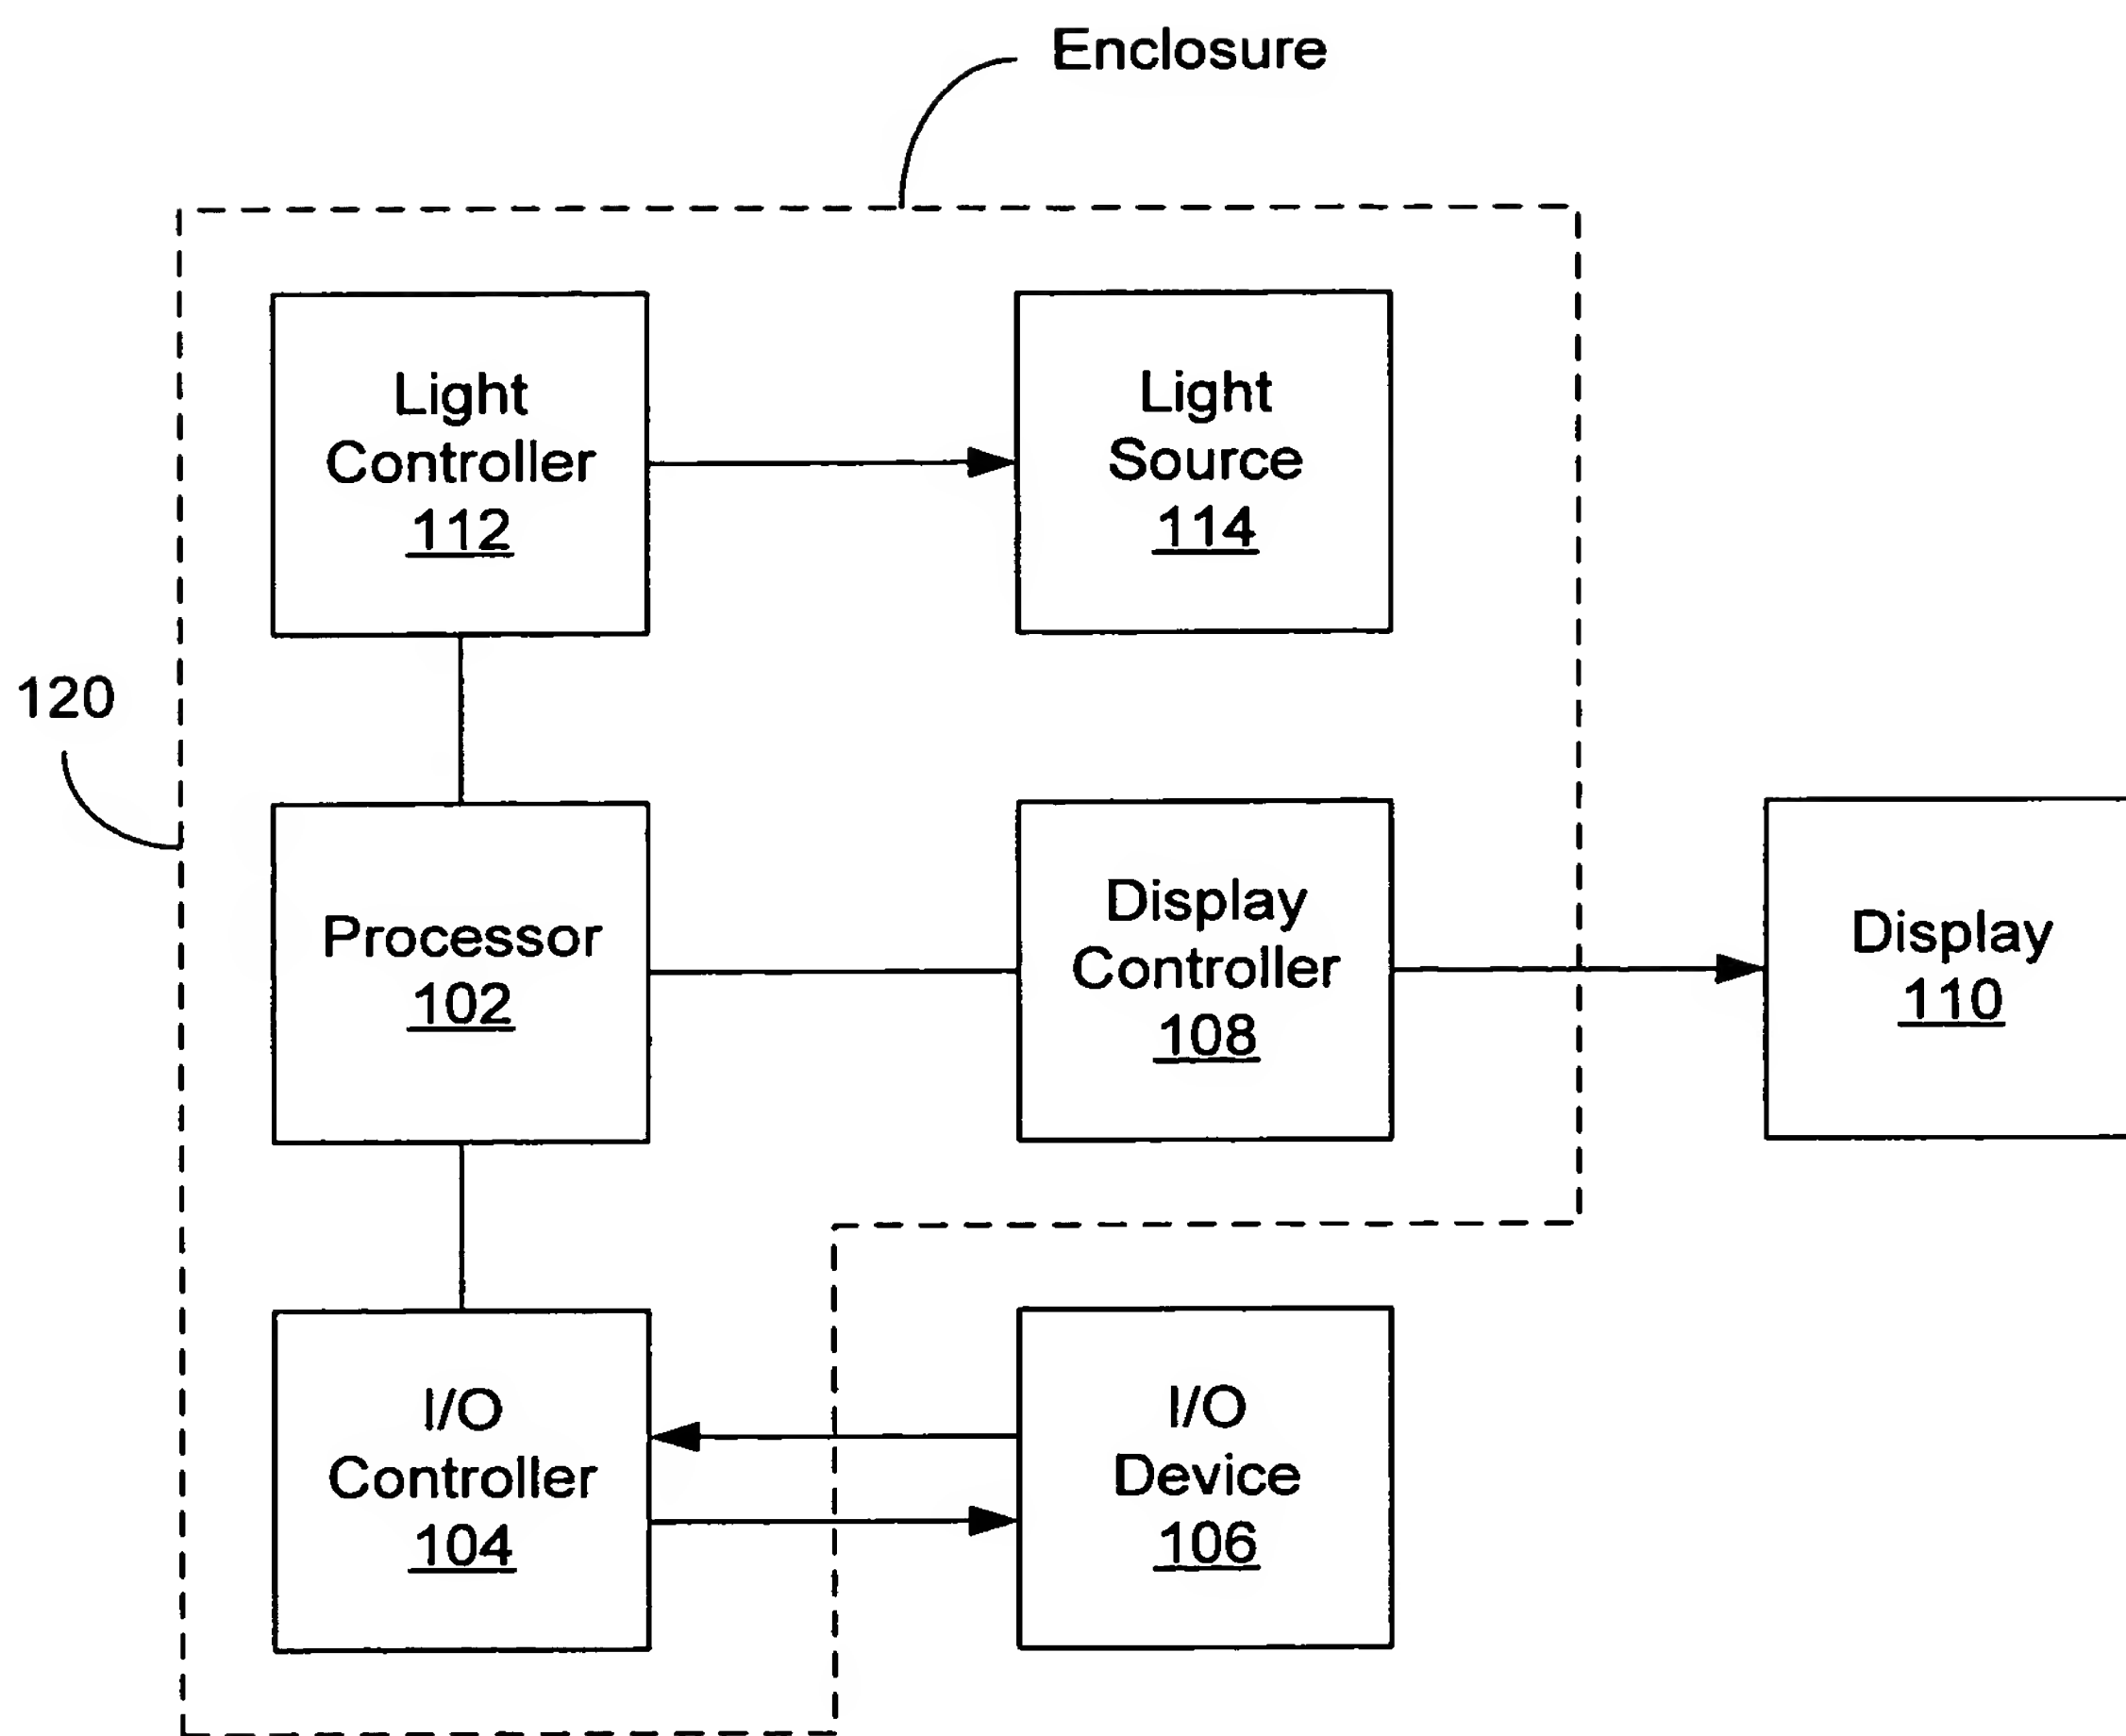 Enclosure
Light
Controller
112
Light
Source
114
120
Processor
102
Display
Controller
108
Display
110
I/O
Controller
104
I/O
Device
106